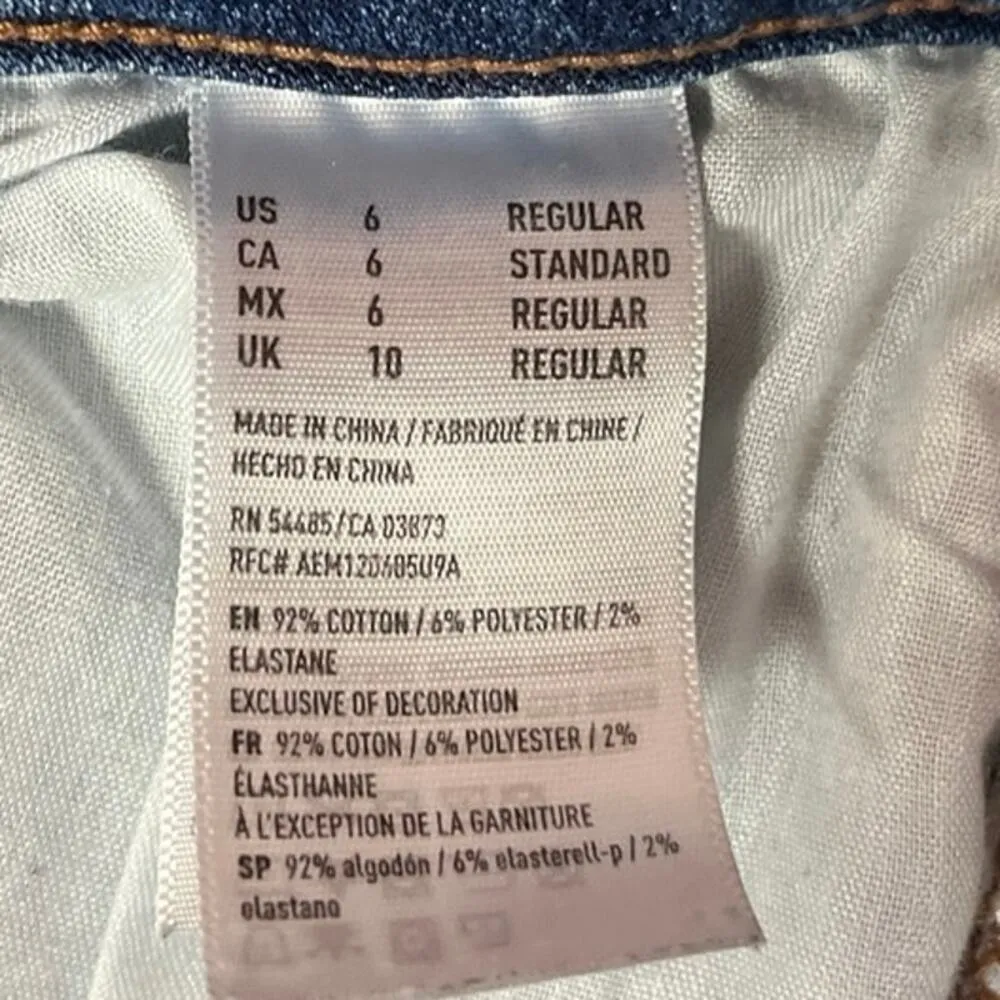 US 6 REGULAR
CA 6 STANDARD
MX 6 REGULAR
UK 10 REGULAR
MADE IN CHINA / FABRIQUÉ EN CHINE /
HECHO EN CHINA
RN 54485/CA 03873
RFC# AEM120605U9A
EN 92% COTTON / 6% POLYESTER / 2%
ELASTANE
EXCLUSIVE OF DECORATION
FR 92% COTON / 6% POLYESTER / 2%
ÉLASTHANNE
À L'EXCEPTION DE LA GARNITURE
SP 92% algodón / 6% elasterell-p / 2%
elastano